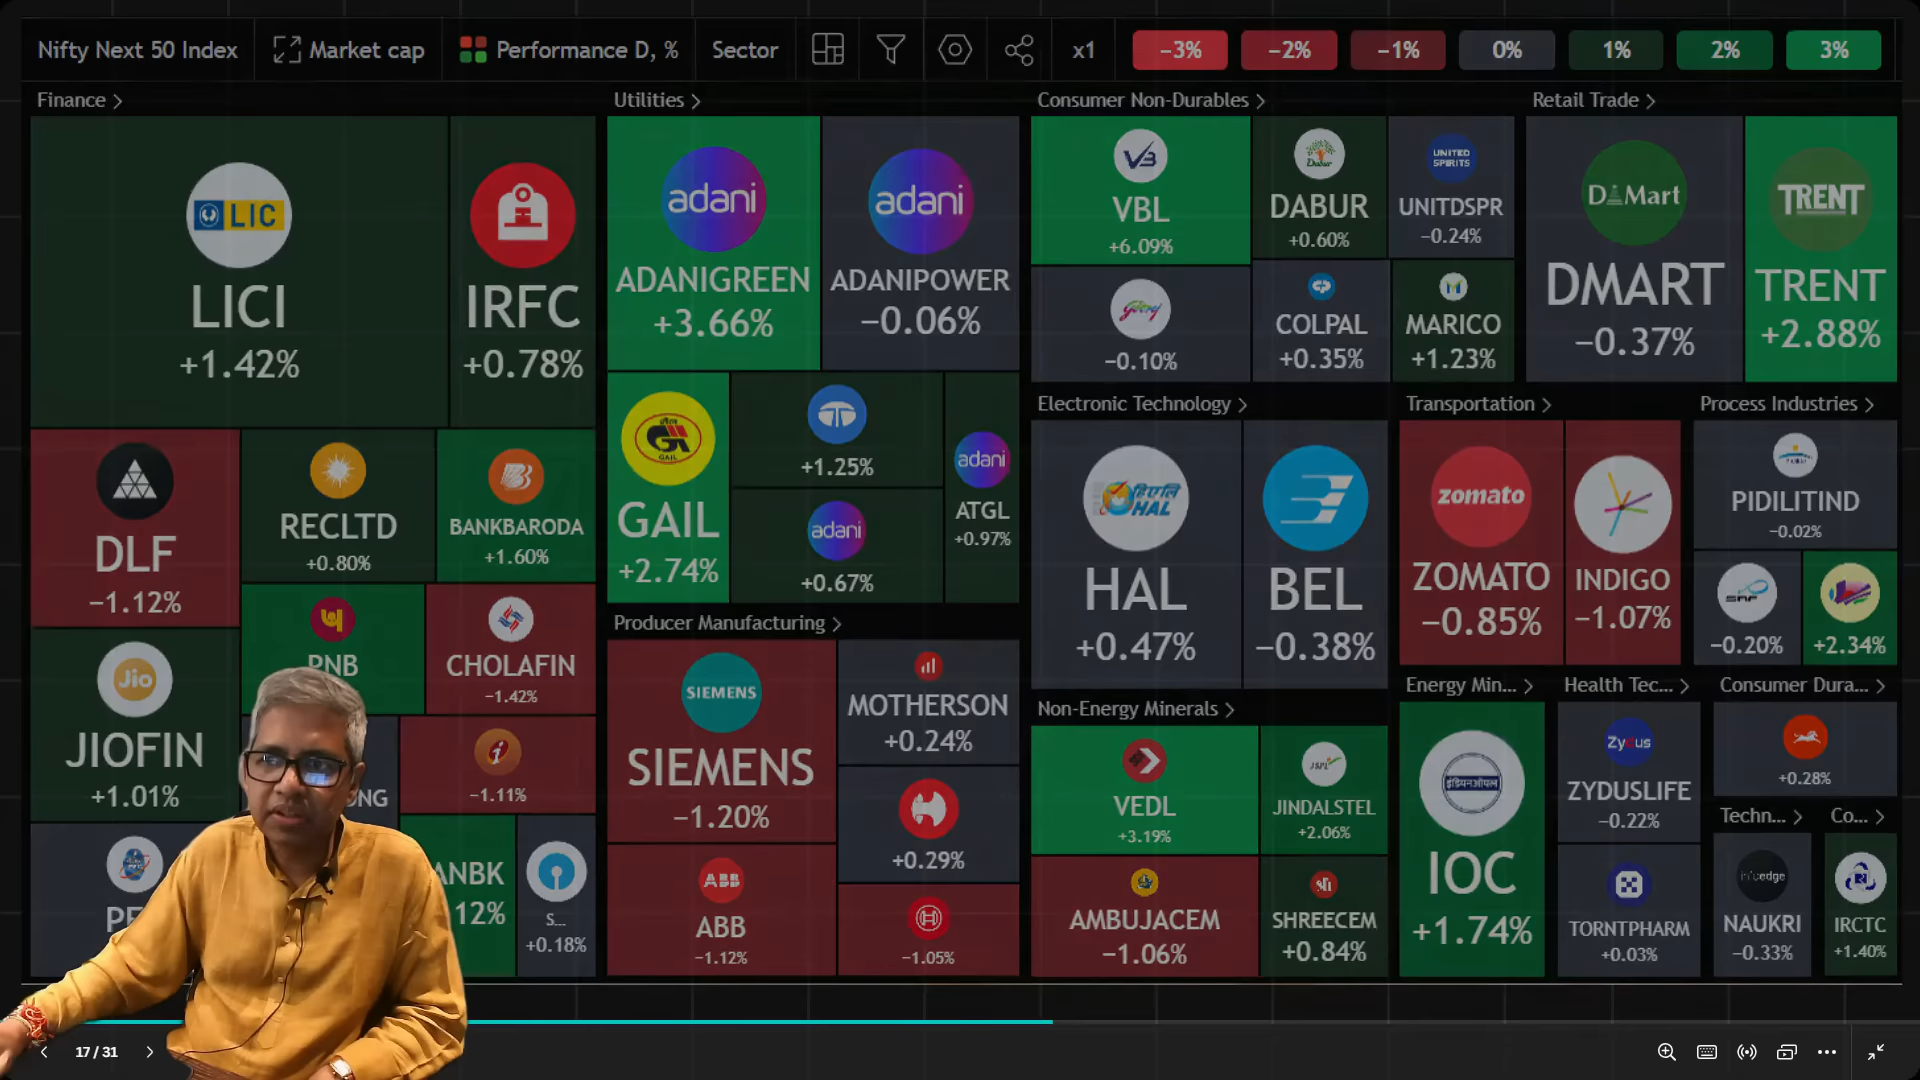 Nifty Next 50 Index
Market cap
Performance D, %
Sector
x1
−3%
−2%
−1%
0%
1%
2%
3%
Finance >
LIC
LICI
+1.42%
IRFC
+0.78%
DLF
−1.12%
RECLTD
+0.80%
BANKBARODA
+1.60%
Jio
JIOFIN
+1.01%
PNB
CHOLAFIN
−1.42%
−1.11%
S...
+0.18%
Utilities >
adani
ADANIGREEN
+3.66%
adani
ADANIPOWER
−0.06%
GAIL
GAIL
+2.74%
+1.25%
adani
+0.67%
adani
ATGL
+0.97%
Producer Manufacturing >
SIEMENS
SIEMENS
−1.20%
MOTHERSON
+0.24%
+0.29%
ABB
ABB
−1.12%
−1.05%
Consumer Non-Durables >
VBL
+6.09%
Dabur
DABUR
+0.60%
UNITED
SPIRITS
UNITDSPR
−0.24%
Godrej
−0.10%
COLPAL
+0.35%
MARICO
+1.23%
Retail Trade >
DMart
DMART
−0.37%
TRENT
TRENT
+2.88%
Electronic Technology >
एचएएल
HAL
HAL
+0.47%
BEL
−0.38%
Transportation >
zomato
ZOMATO
−0.85%
INDIGO
−1.07%
Process Industries >
PIDILITIND
−0.02%
SRF
−0.20%
+2.34%
Non-Energy Minerals >
VEDL
+3.19%
JSPL
JINDALSTEL
+2.06%
AMBUJACEM
−1.06%
SHREECEM
+0.84%
Energy Min... >
इंडियनऑयल
IOC
+1.74%
Health Tec... >
Zydus
ZYDUSLIFE
−0.22%
TORNTPHARM
+0.03%
Consumer Dura... >
+0.28%
Techn... >
infoedge
NAUKRI
−0.33%
Co... >
IRCTC
+1.40%
17 / 31